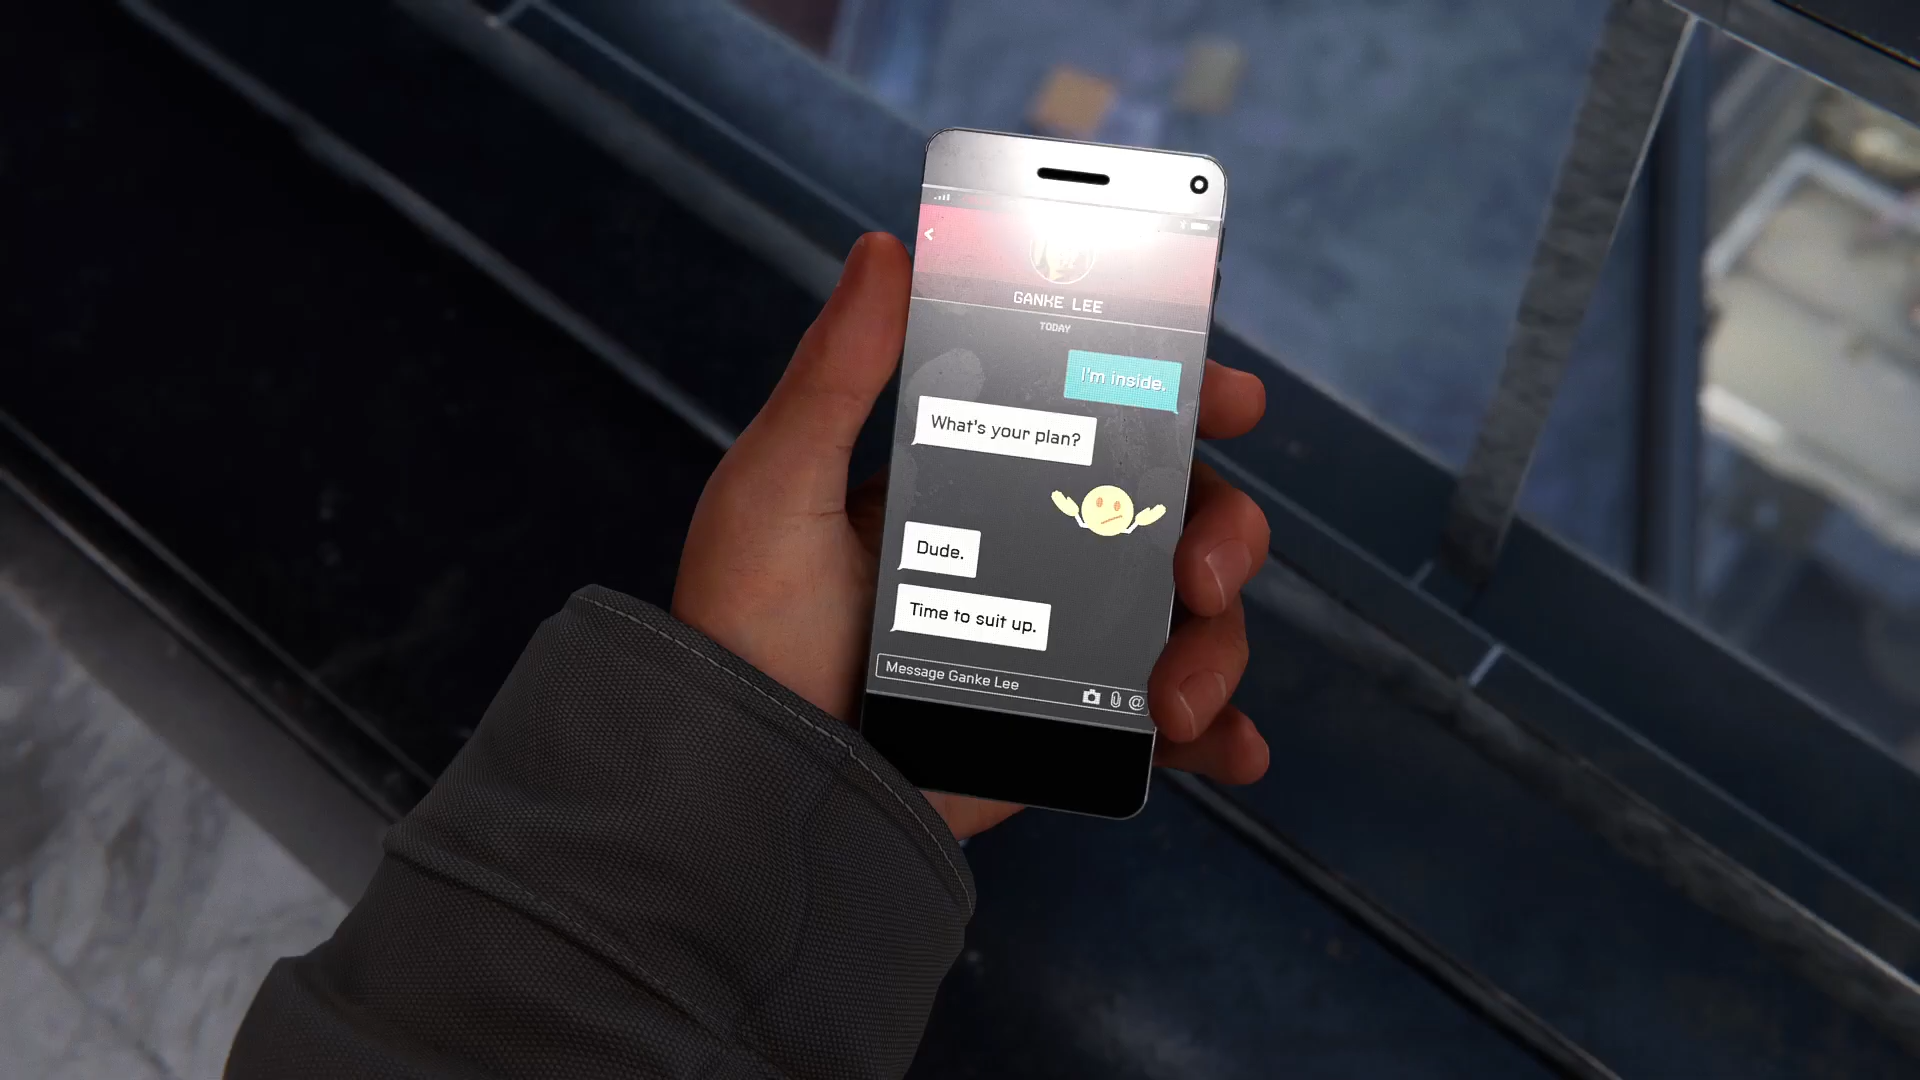 GANKE LEE
TODAY
I'm inside.
What's your plan?
Dude.
Time to suit up.
Message Ganke Lee
@